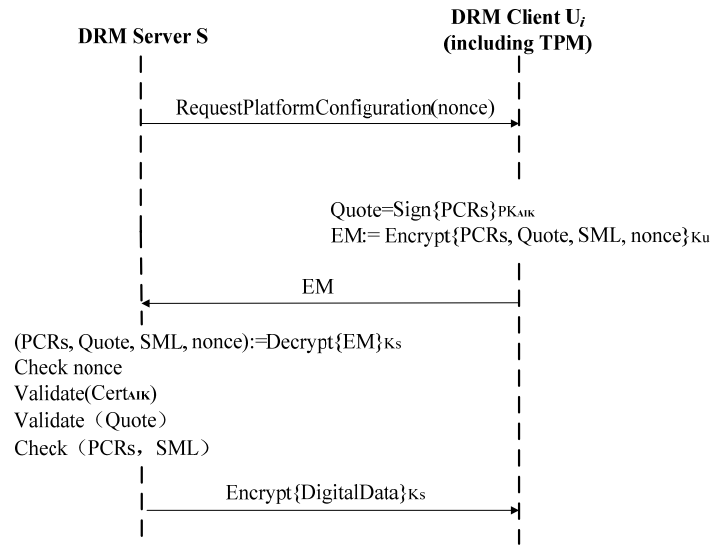 DRM Server S
DRM Client Ui
(including TPM)
RequestPlatformConfiguration(nonce)
Quote=Sign{PCRs}PKAIK
EM:= Encrypt{PCRs, Quote, SML, nonce}Ku
EM
(PCRs, Quote, SML, nonce):=Decrypt{EM}Ks
Check nonce
Validate(CertAIK)
Validate（Quote）
Check（PCRs，SML）
Encrypt{DigitalData}Ks